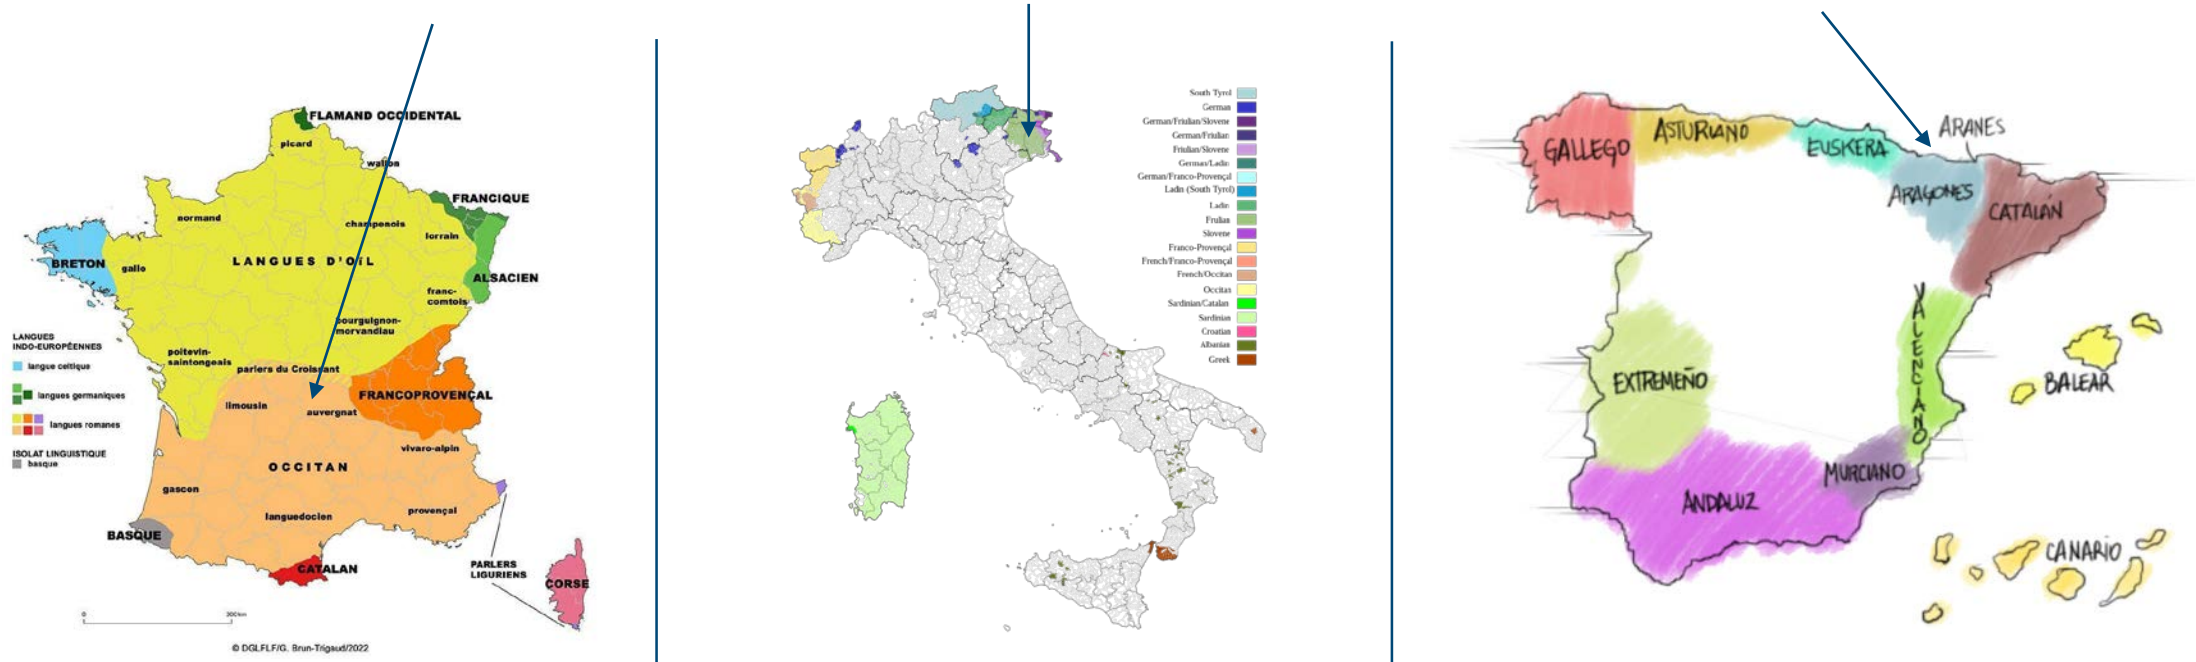 FLAMAND OCCIDENTAL
picard
wallon
FRANCIQUE
normand
champenois
lorrain
BRETON
gallo
LANGUES D'OïL
ALSACIEN
franc-
comtois
bourguignon-
morvandiau
LANGUES
INDO-EUROPÉENNES
langue celtique
langues germaniques
langues romanes
ISOLAT LINGUISTIQUE
basque
poitevin-
saintongeais
parlers du Croissant
limousin
auvergnat
FRANCOPROVENÇAL
vivaro-alpin
OCCITAN
gascon
languedocien
provençal
BASQUE
CATALAN
PARLERS
LIGURIENS
CORSE
0
300km
© DGLFLF/G. Brun-Trigaud/2022
South Tyrol
German
German/Friulian/Slovene
German/Friulian
Friulian/Slovene
German/Ladin
German/Franco-Provençal
Ladin (South Tyrol)
Ladin
Friulian
Slovene
Franco-Provençal
French/Franco-Provençal
French/Occitan
Occitan
Sardinian/Catalan
Sardinian
Croatian
Albanian
Greek
GALLEGO
ASTURIANO
EUSKERA
ARANES
ARAGONES
CATALÁN
VALENCIANO
EXTREMEÑO
BALEAR
MURCIANO
ANDALUZ
CANARIO